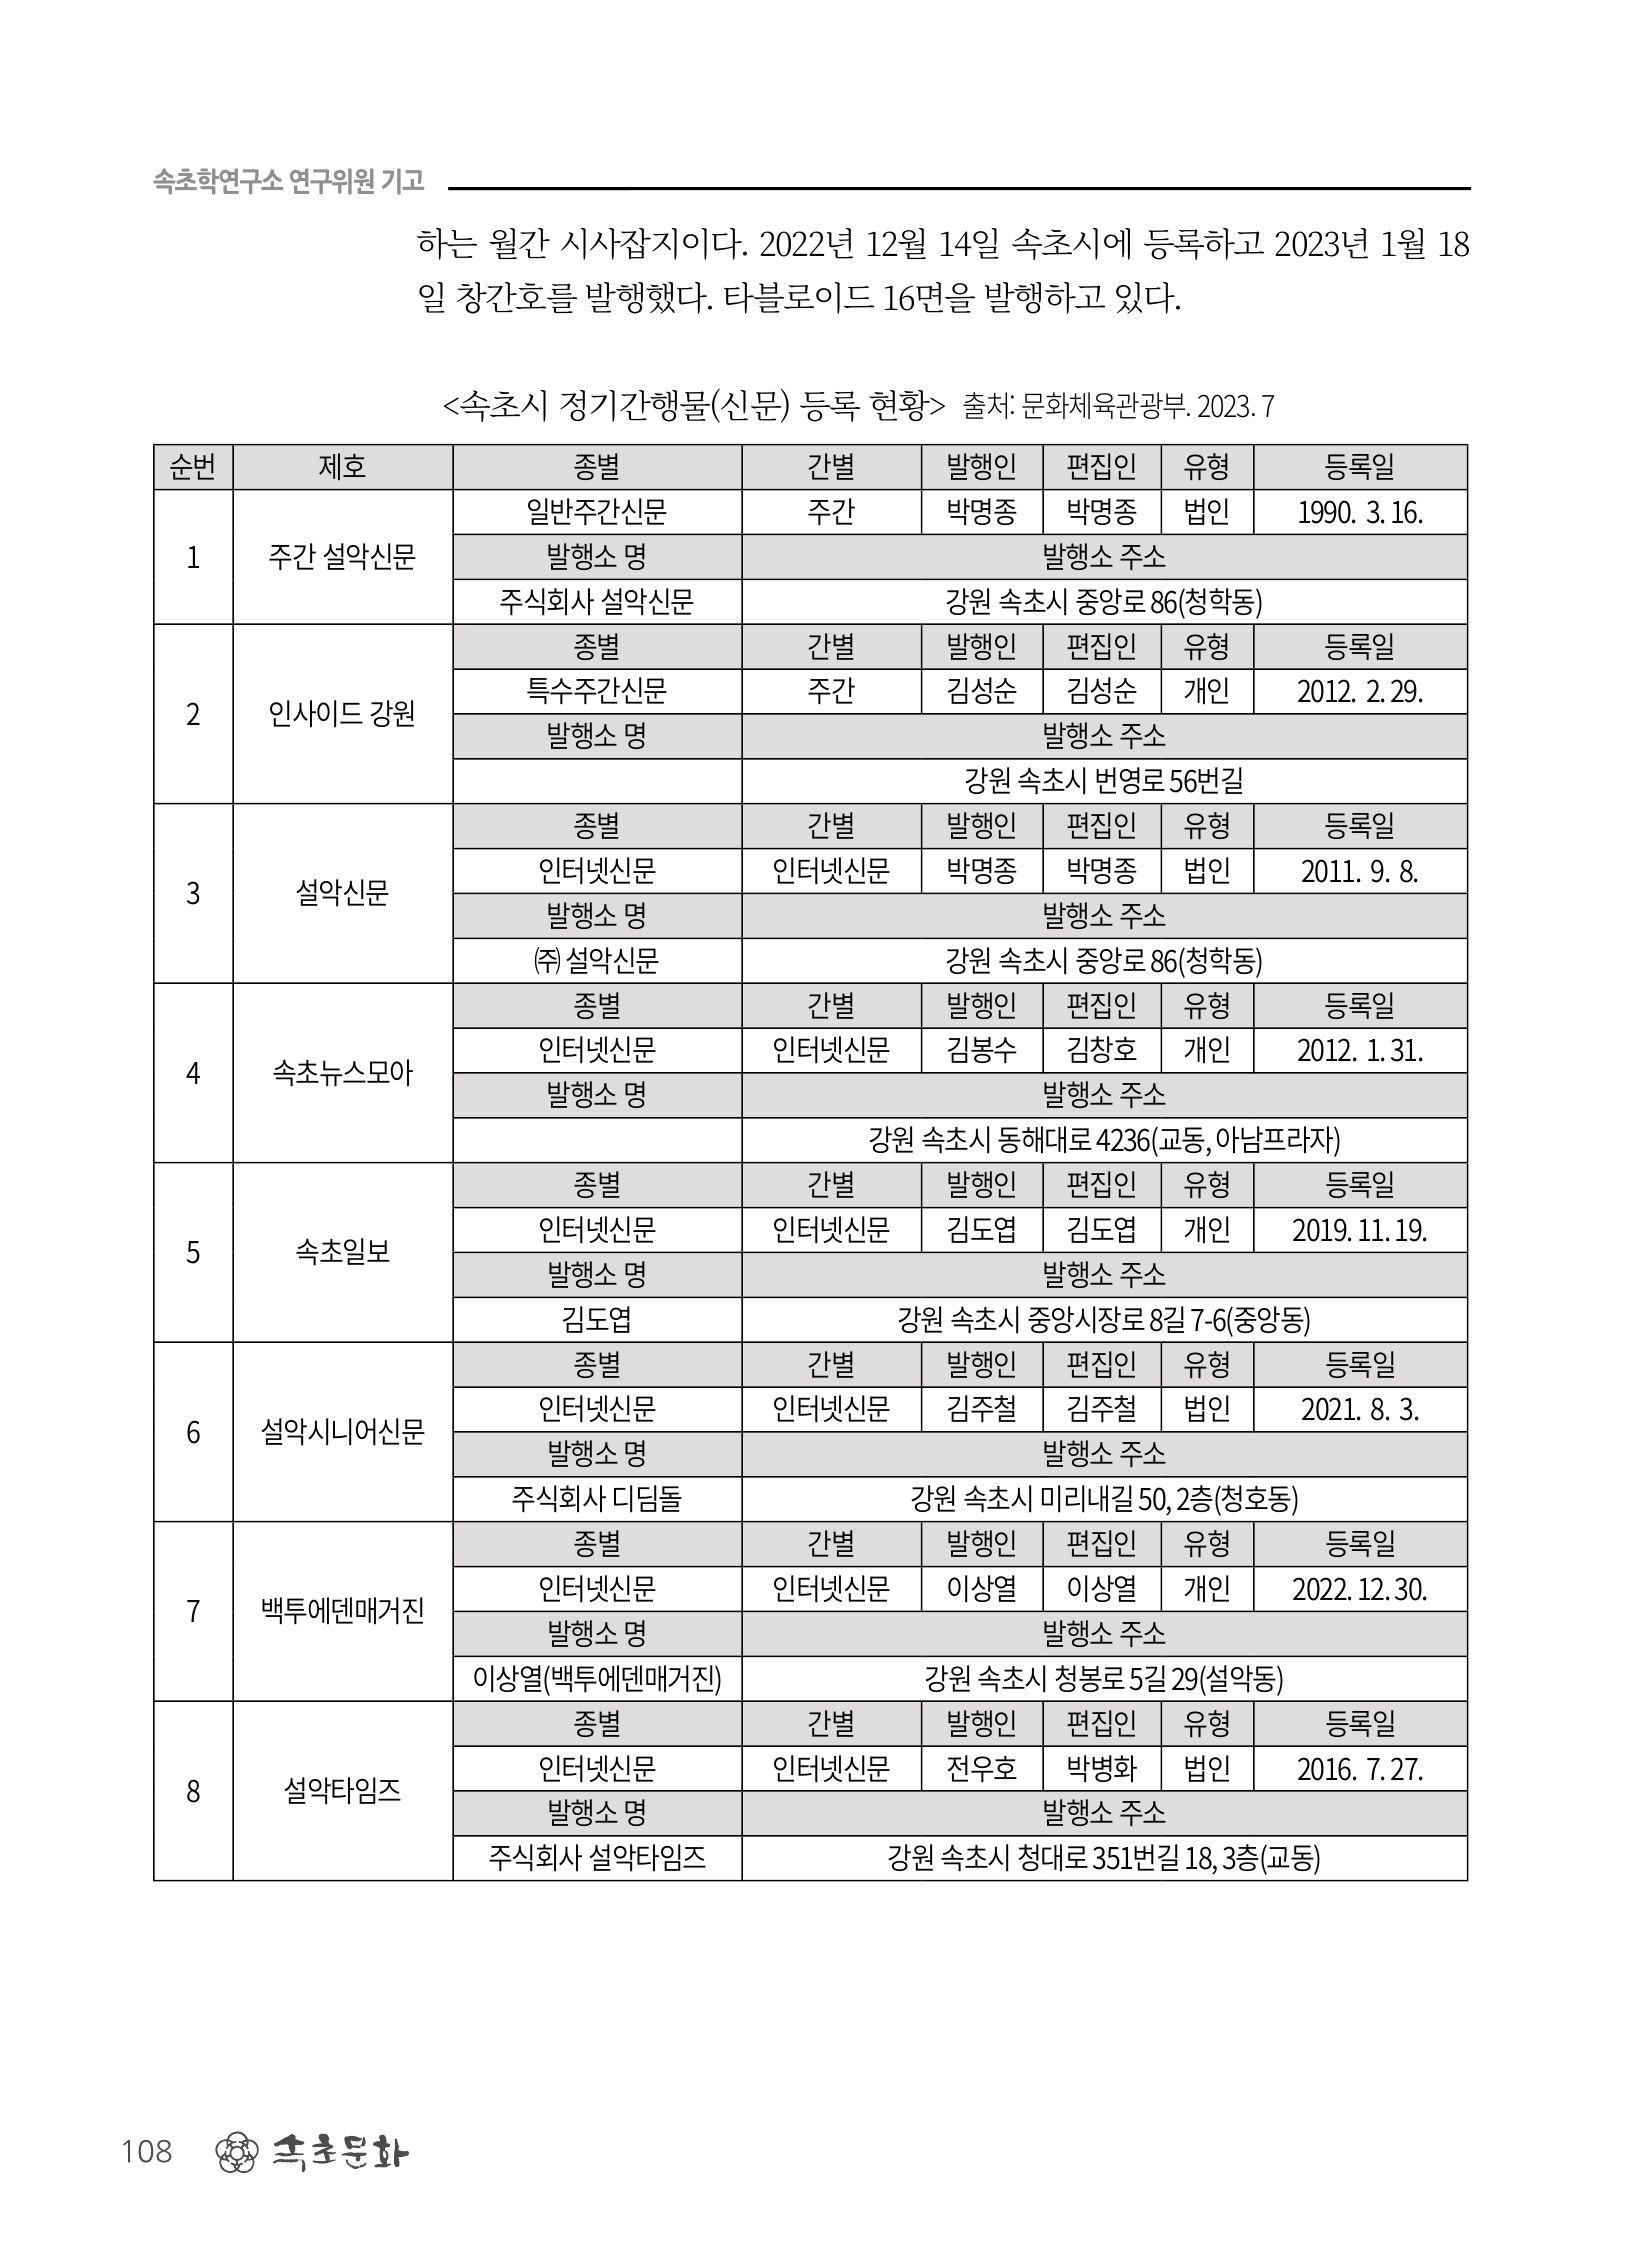 속초학연구소 연구위원 기고
하는 월간 시사잡지이다. 2022년 12월 14일 속초시에 등록하고 2023년 1월 18
일 창간호를 발행했다. 타블로이드 16면을 발행하고 있다.
<속초시 정기간행물(신문) 등록 현황> 출처: 문화체육관광부. 2023. 7
순번 제호 종별 간별 발행인 편집인 유형 등록일
일반주간신문 주간 박명종 박명종 법인 1990. 3. 16.
1 주간 설악신문 발행소 명 발행소 주소
주식회사 설악신문 강원 속초시 중앙로 86(청학동)
종별 간별 발행인 편집인 유형 등록일
특수주간신문 주간 김성순 김성순 개인 2012. 2. 29.
2 인사이드 강원
발행소 명 발행소 주소
강원 속초시 번영로 56번길
종별 간별 발행인 편집인 유형 등록일
인터넷신문 인터넷신문 박명종 박명종 법인 2011. 9. 8.
3 설악신문
발행소 명 발행소 주소
㈜ 설악신문 강원 속초시 중앙로 86(청학동)
종별 간별 발행인 편집인 유형 등록일
인터넷신문 인터넷신문 김봉수 김창호 개인 2012. 1. 31.
4 속초뉴스모아
발행소 명 발행소 주소
강원 속초시 동해대로 4236(교동, 아남프라자)
종별 간별 발행인 편집인 유형 등록일
인터넷신문 인터넷신문 김도엽 김도엽 개인 2019. 11. 19.
5 속초일보
발행소 명 발행소 주소
김도엽 강원 속초시 중앙시장로 8길 7-6(중앙동)
종별 간별 발행인 편집인 유형 등록일
인터넷신문 인터넷신문 김주철 김주철 법인 2021. 8. 3.
6 설악시니어신문
발행소 명 발행소 주소
주식회사 디딤돌 강원 속초시 미리내길 50, 2층(청호동)
종별 간별 발행인 편집인 유형 등록일
인터넷신문 인터넷신문 이상열 이상열 개인 2022. 12. 30.
7 백투에덴매거진
발행소 명 발행소 주소
이상열(백투에덴매거진) 강원 속초시 청봉로 5길 29(설악동)
종별 간별 발행인 편집인 유형 등록일
인터넷신문 인터넷신문 전우호 박병화 법인 2016. 7. 27.
8 설악타임즈
발행소 명 발행소 주소
주식회사 설악타임즈 강원 속초시 청대로 351번길 18, 3층(교동)
108 속초문화